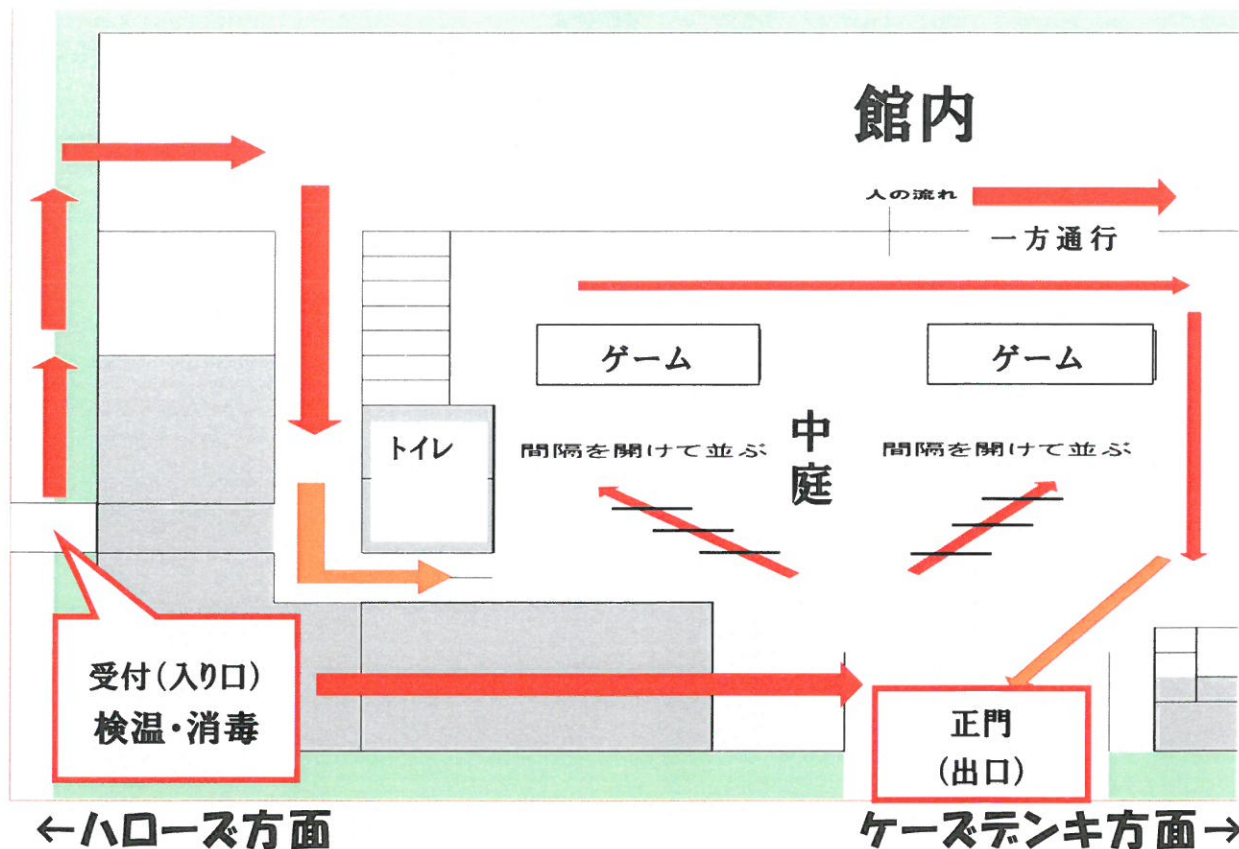 館内
人の流れ
一方通行
ゲーム
ゲーム
トイレ
間隔を開けて並ぶ
中庭
間隔を開けて並ぶ
受付(入り口)
検温・消毒
正門
(出口)
←ハローズ方面
ケーズデンキ方面→